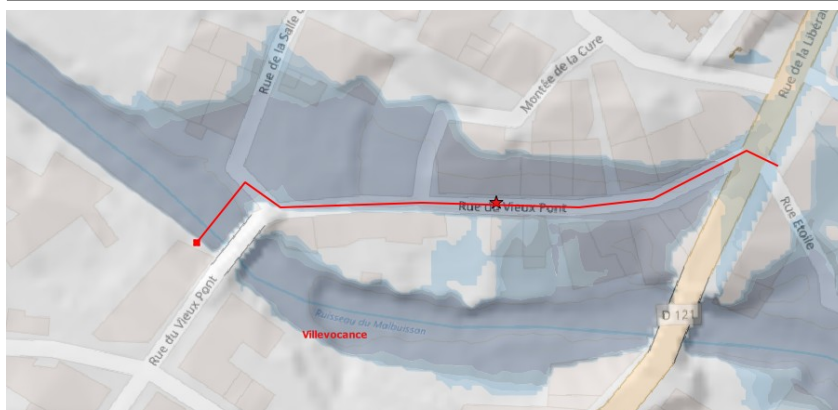 Rue de la Salle
Montée de la Cure
Rue de la Libéra
Rue du Vieux Pont
Rue Etoile
Rue du Vieux Pont
Ruisseau du Malbuisson
Villevocance
D 121